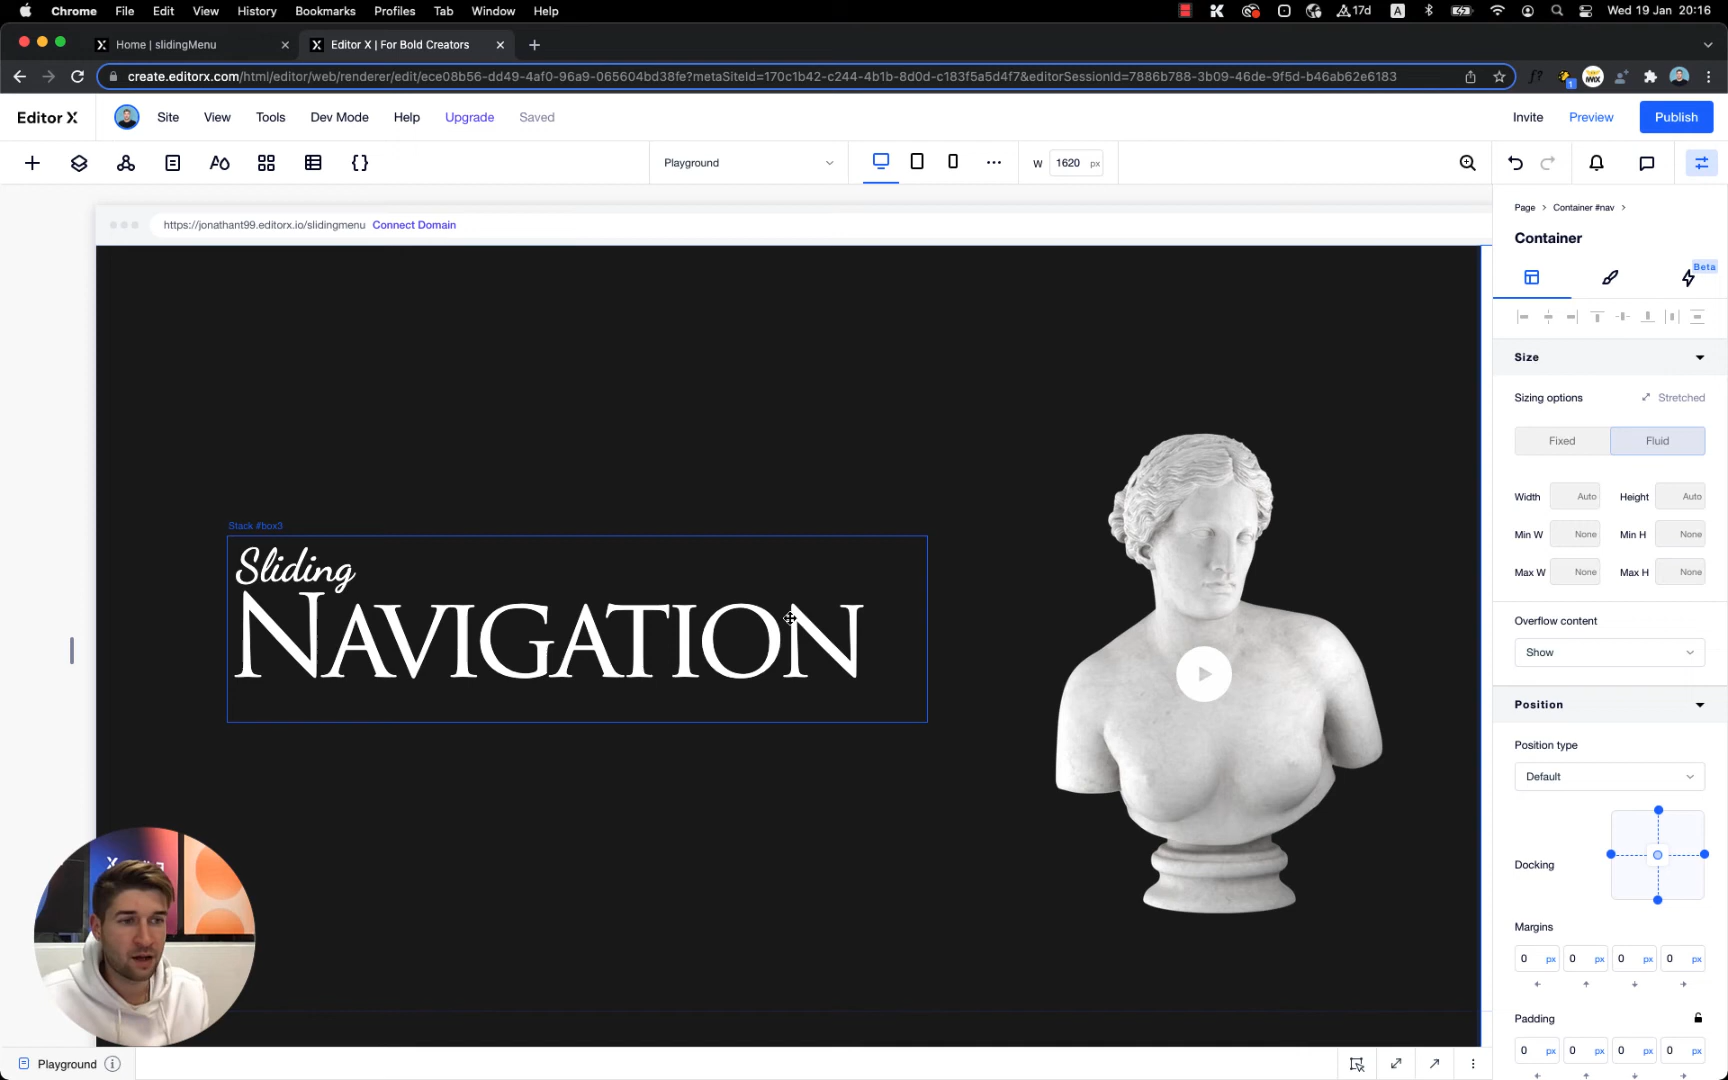 Chrome File Edit View History Bookmarks Profiles Tab Window Help 17d A Wed 19 Jan 20:16
Home | slidingMenu Editor X | For Bold Creators
create.editorx.com/html/editor/web/renderer/edit/ece08b56-dd49-4af0-96a9-065604bd38fe?metaSiteId=170c1b42-c244-4b1b-8d0d-c183f5a5d4f7&editorSessionId=7886b788-3b09-46de-9f5d-b46ab62e6183
Editor X Site View Tools Dev Mode Help Upgrade Saved Invite Preview Publish
Playground W 1620 px
https://jonathant99.editorx.io/slidingmenu Connect Domain
Page > Container #nav >
Container
Beta
Size
Sizing options Stretched
Fixed Fluid
Width Auto Height Auto
Min W None Min H None
Max W None Max H None
Overflow content
Show
Position
Position type
Default
Docking
Margins
0 px 0 px 0 px 0 px
Padding
0 px 0 px 0 px 0 px
Stack #box3
Sliding
NAVIGATION
Playground